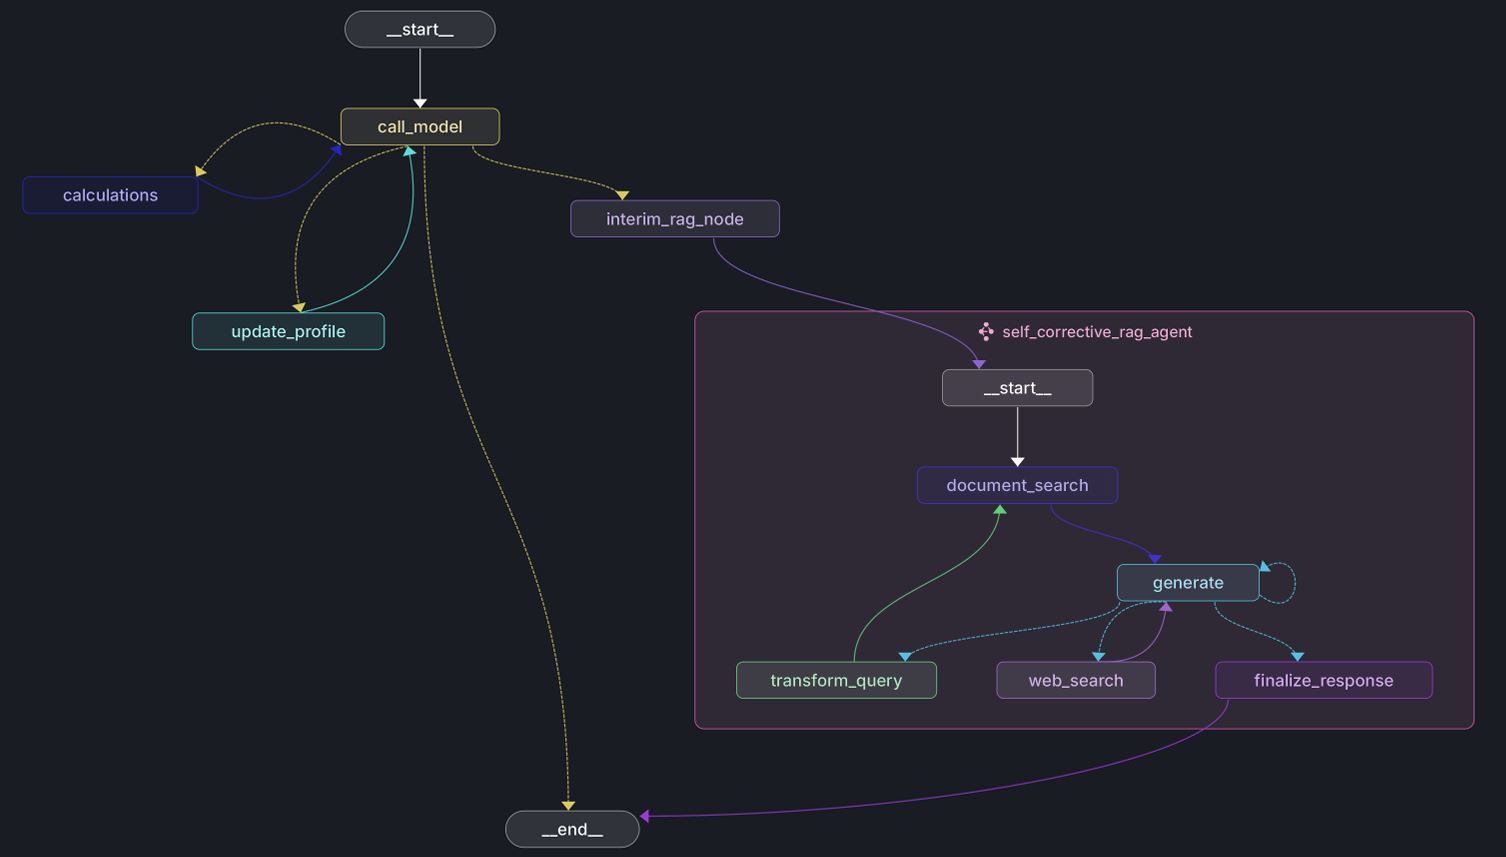 __start__
call_model
calculations
interim_rag_node
update_profile
self_corrective_rag_agent
__start__
document_search
generate
transform_query
web_search
finalize_response
__end__